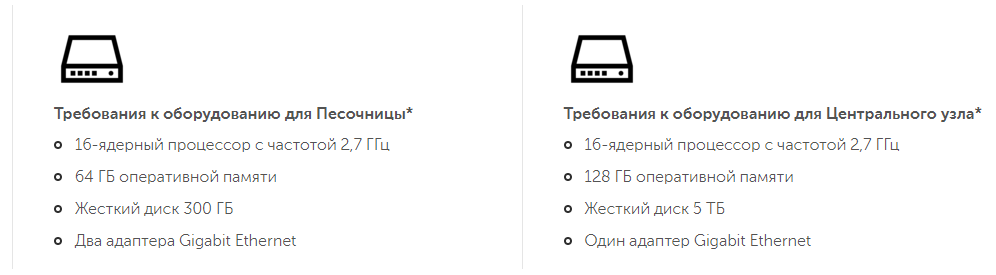 Требования к оборудованию для Песочницы*
16-ядерный процессор с частотой 2,7 ГГц
64 ГБ оперативной памяти
Жесткий диск 300 ГБ
Два адаптера Gigabit Ethernet
Требования к оборудованию для Центрального узла*
16-ядерный процессор с частотой 2,7 ГГц
128 ГБ оперативной памяти
Жесткий диск 5 ТБ
Один адаптер Gigabit Ethernet